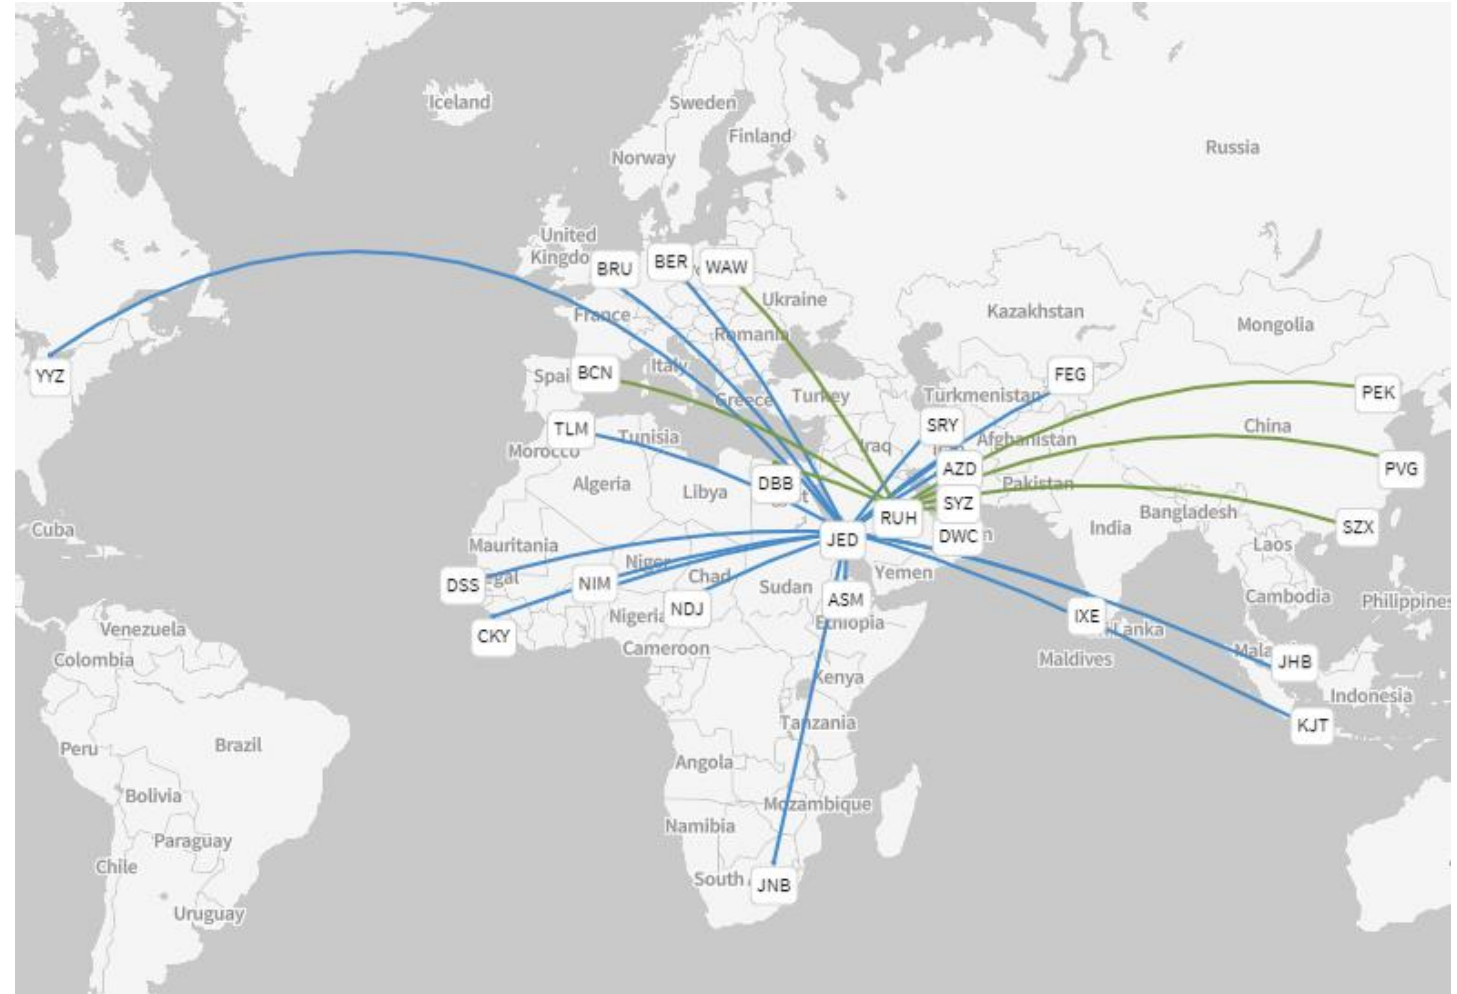 Iceland
Sweden
Finland
Norway
Russia
United
Kingdo
BRU
BER
WAW
Ukraine
Kazakhstan
Mongolia
France
Romania
YYZ
Spai
BCN
Italy
Greece
Turkey
Turkmenistan
FEG
PEK
TLM
Tunisia
SRY
China
Morocco
Iraq
Afghanistan
Algeria
Libya
DBB
AZD
Pakistan
PVG
Cuba
RUH
SYZ
India
Bangladesh
SZX
Mauritania
JED
DWC
Laos
DSS
gal
NIM
Niger
Chad
Sudan
Yemen
Cambodia
Philippines
CKY
Nigeria
NDJ
ASM
Ethiopia
IXE
Lanka
Venezuela
Colombia
Cameroon
Maldives
Mala
JHB
Kenya
Indonesia
KJT
Peru
Brazil
Tanzania
Angola
Bolivia
Mozambique
Namibia
Paraguay
Chile
South
JNB
Uruguay